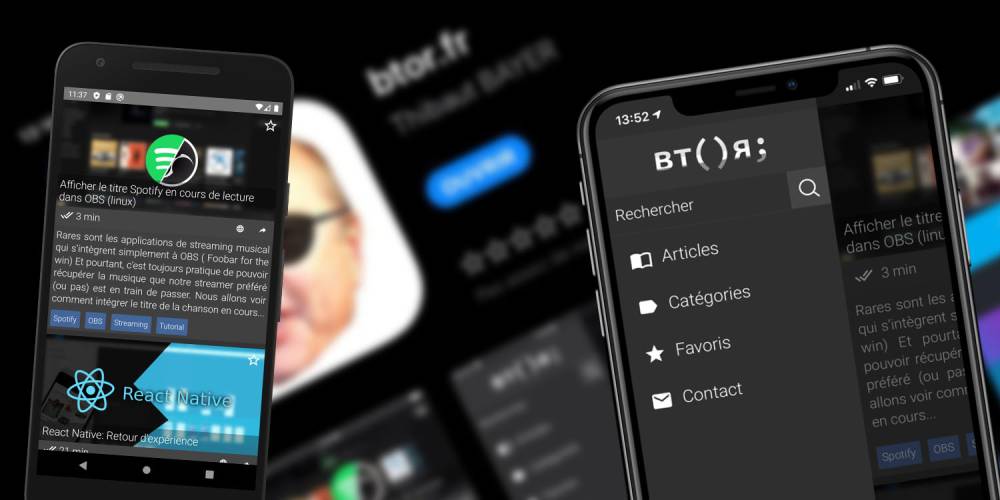 11:37
Afficher le titre Spotify en cours de lecture
dans OBS (linux)
3 min
Rares sont les applications de streaming musical
qui s'intègrent simplement à OBS ( Foobar for the
win) Et pourtant, c'est toujours pratique de pouvoir
récupérer la musique que notre streamer préféré
(ou pas) est en train de passer. Nous allons voir
comment intégrer le titre de la chanson en cours...
Spotify OBS Streaming Tutorial
React Native
React Native: Retour d'expérience
21 min
btor.fr
Thibaut BAYER
OUVRIR
вт()я;
13:52
вт()я;
Rechercher
Articles
Catégories
Favoris
Contact
Afficher le titre
dans OBS (linu
3 min
Rares sont les a
qui s'intègrent s
win) Et pourta
pouvoir récupér
préféré (ou pas
allons voir comm
en cours...
Spotify OBS S